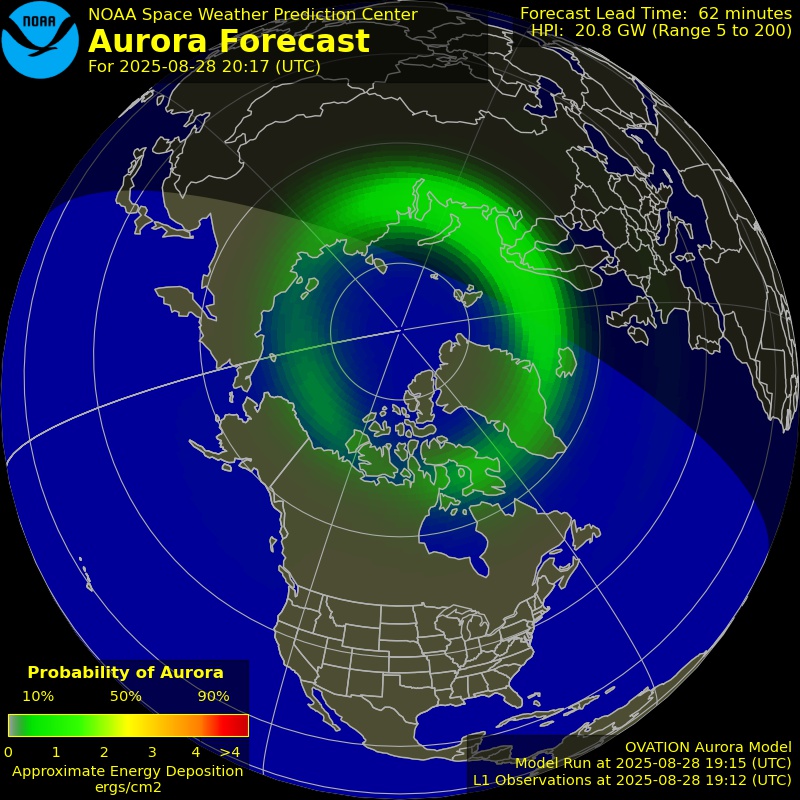 NOAA
NOAA Space Weather Prediction Center
Aurora Forecast
For 2025-08-28 20:17 (UTC)
Forecast Lead Time: 62 minutes
HPI: 20.8 GW (Range 5 to 200)
Probability of Aurora
10% 50% 90%
0 1 2 3 4 >4
Approximate Energy Deposition
ergs/cm2
OVATION Aurora Model
Model Run at 2025-08-28 19:15 (UTC)
L1 Observations at 2025-08-28 19:12 (UTC)